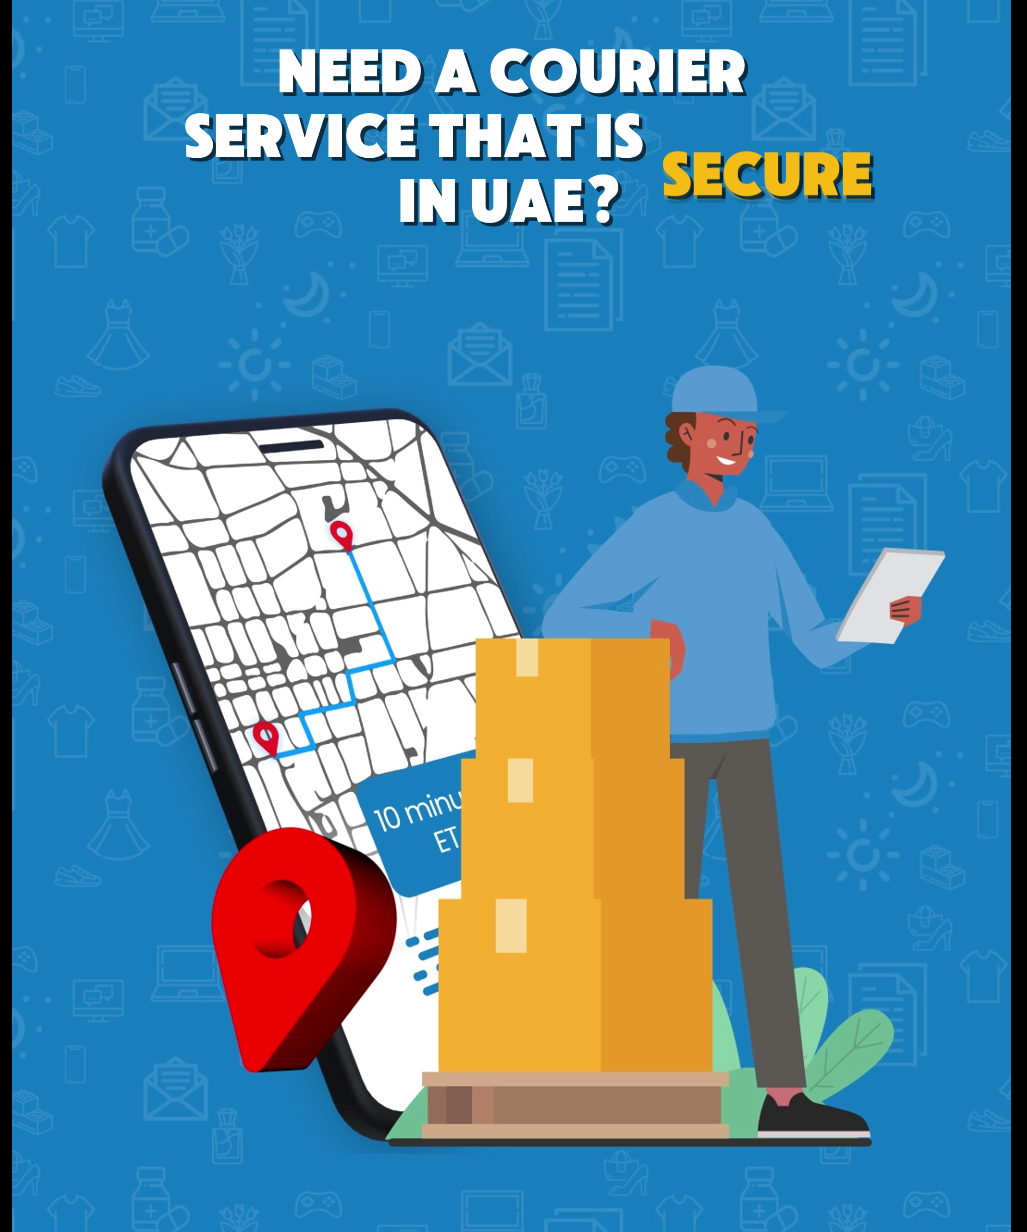 NEED A COURIER
SERVICE THAT IS
SECURE
IN UAE?
10 minu
ET